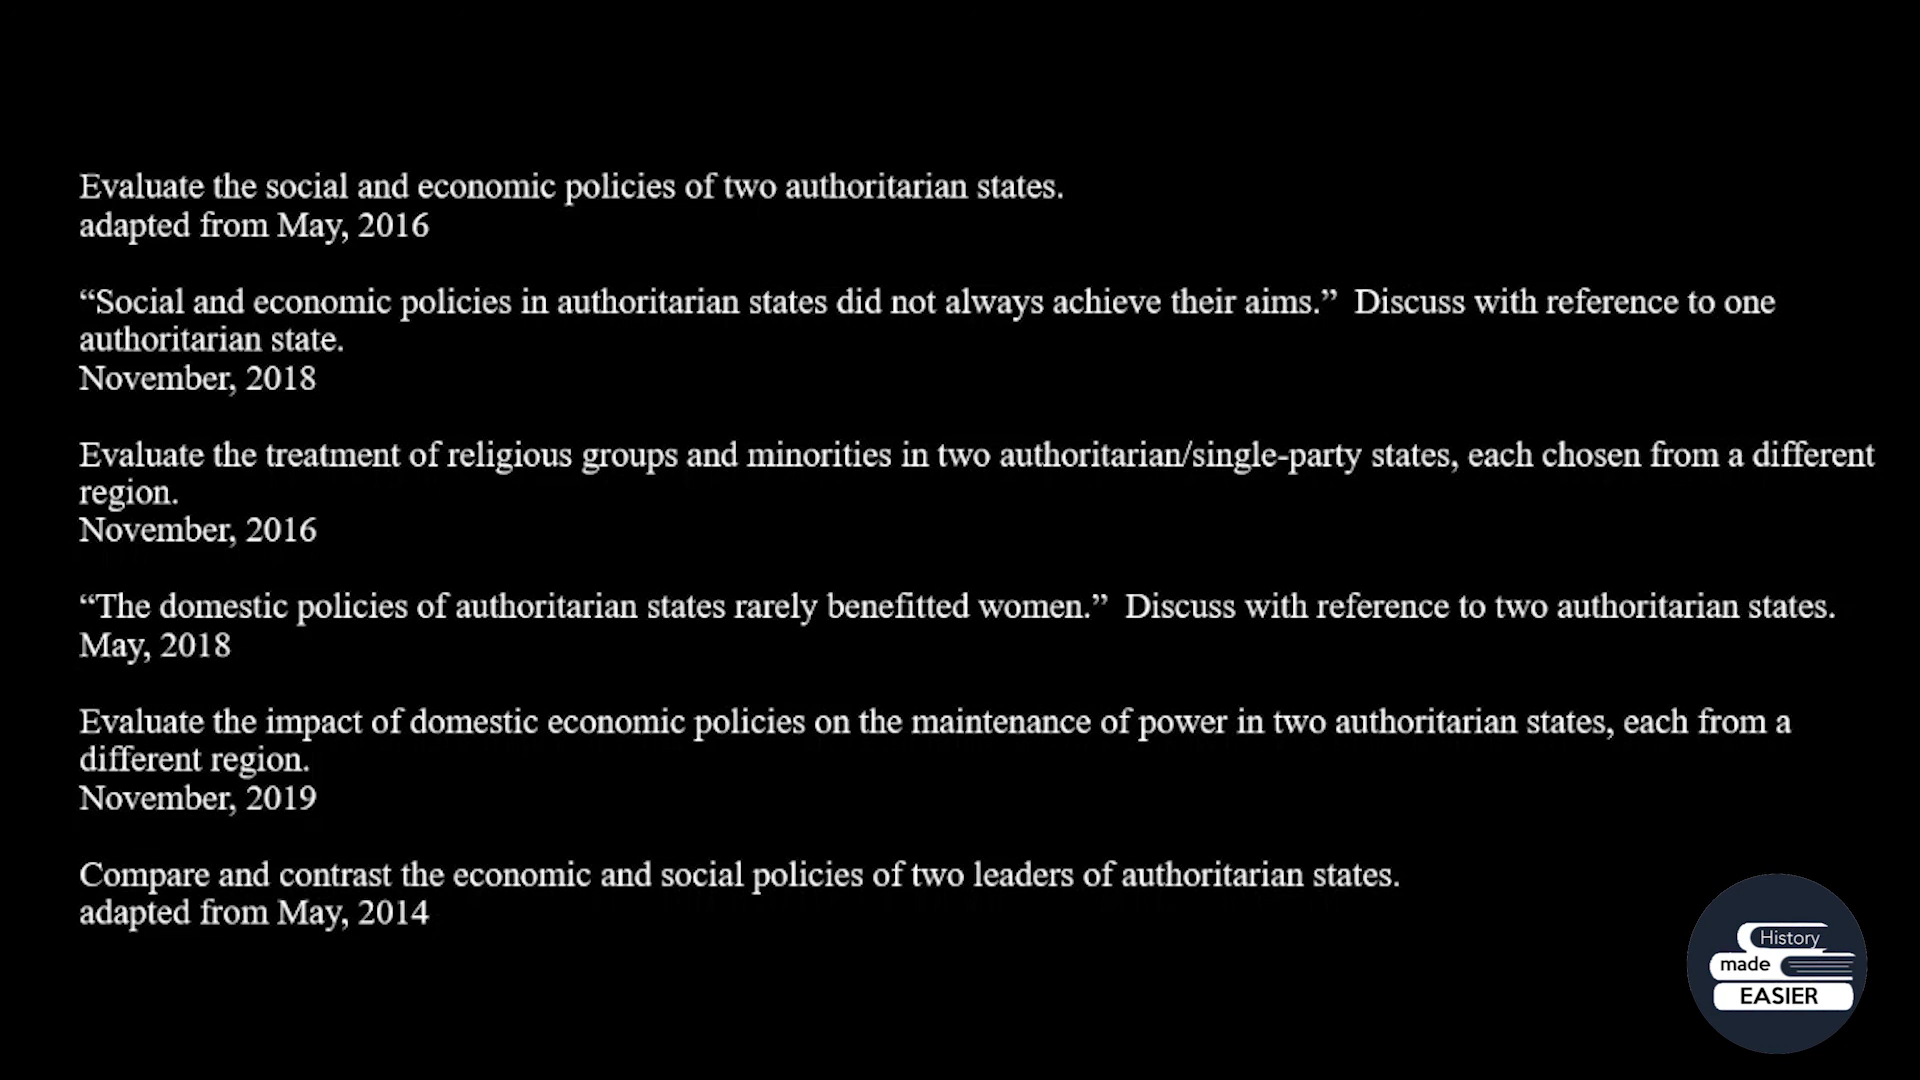 Evaluate the social and economic policies of two authoritarian states.
adapted from May, 2016
“Social and economic policies in authoritarian states did not always achieve their aims.”  Discuss with reference to one
authoritarian state.
November, 2018
Evaluate the treatment of religious groups and minorities in two authoritarian/single-party states, each chosen from a different
region.
November, 2016
“The domestic policies of authoritarian states rarely benefitted women.”  Discuss with reference to two authoritarian states.
May, 2018
Evaluate the impact of domestic economic policies on the maintenance of power in two authoritarian states, each from a
different region.
November, 2019
Compare and contrast the economic and social policies of two leaders of authoritarian states.
adapted from May, 2014
History
made
EASIER